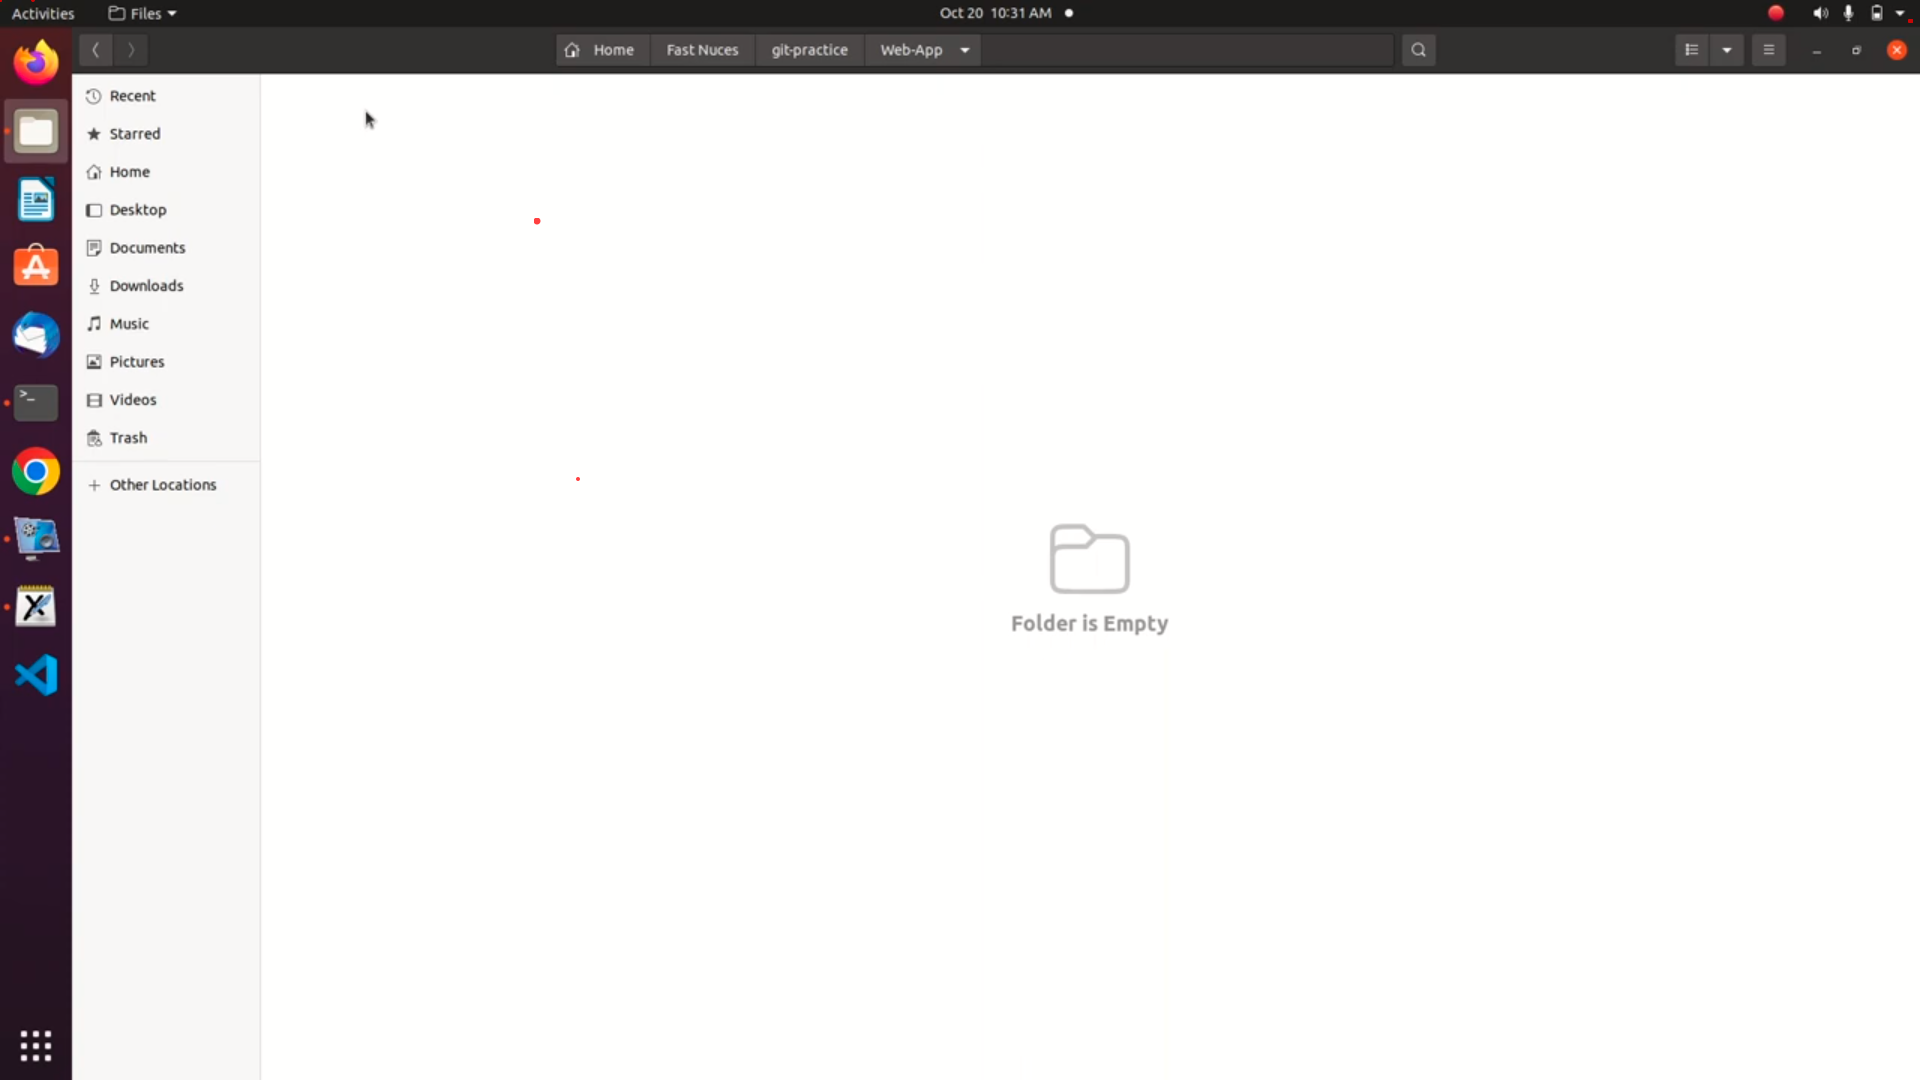 Activities Files Oct 20 10:31 AM
Home Fast Nuces git-practice Web-App
Recent
Starred
Home
Desktop
Documents
Downloads
Music
Pictures
Videos
Trash
Other Locations
Folder is Empty